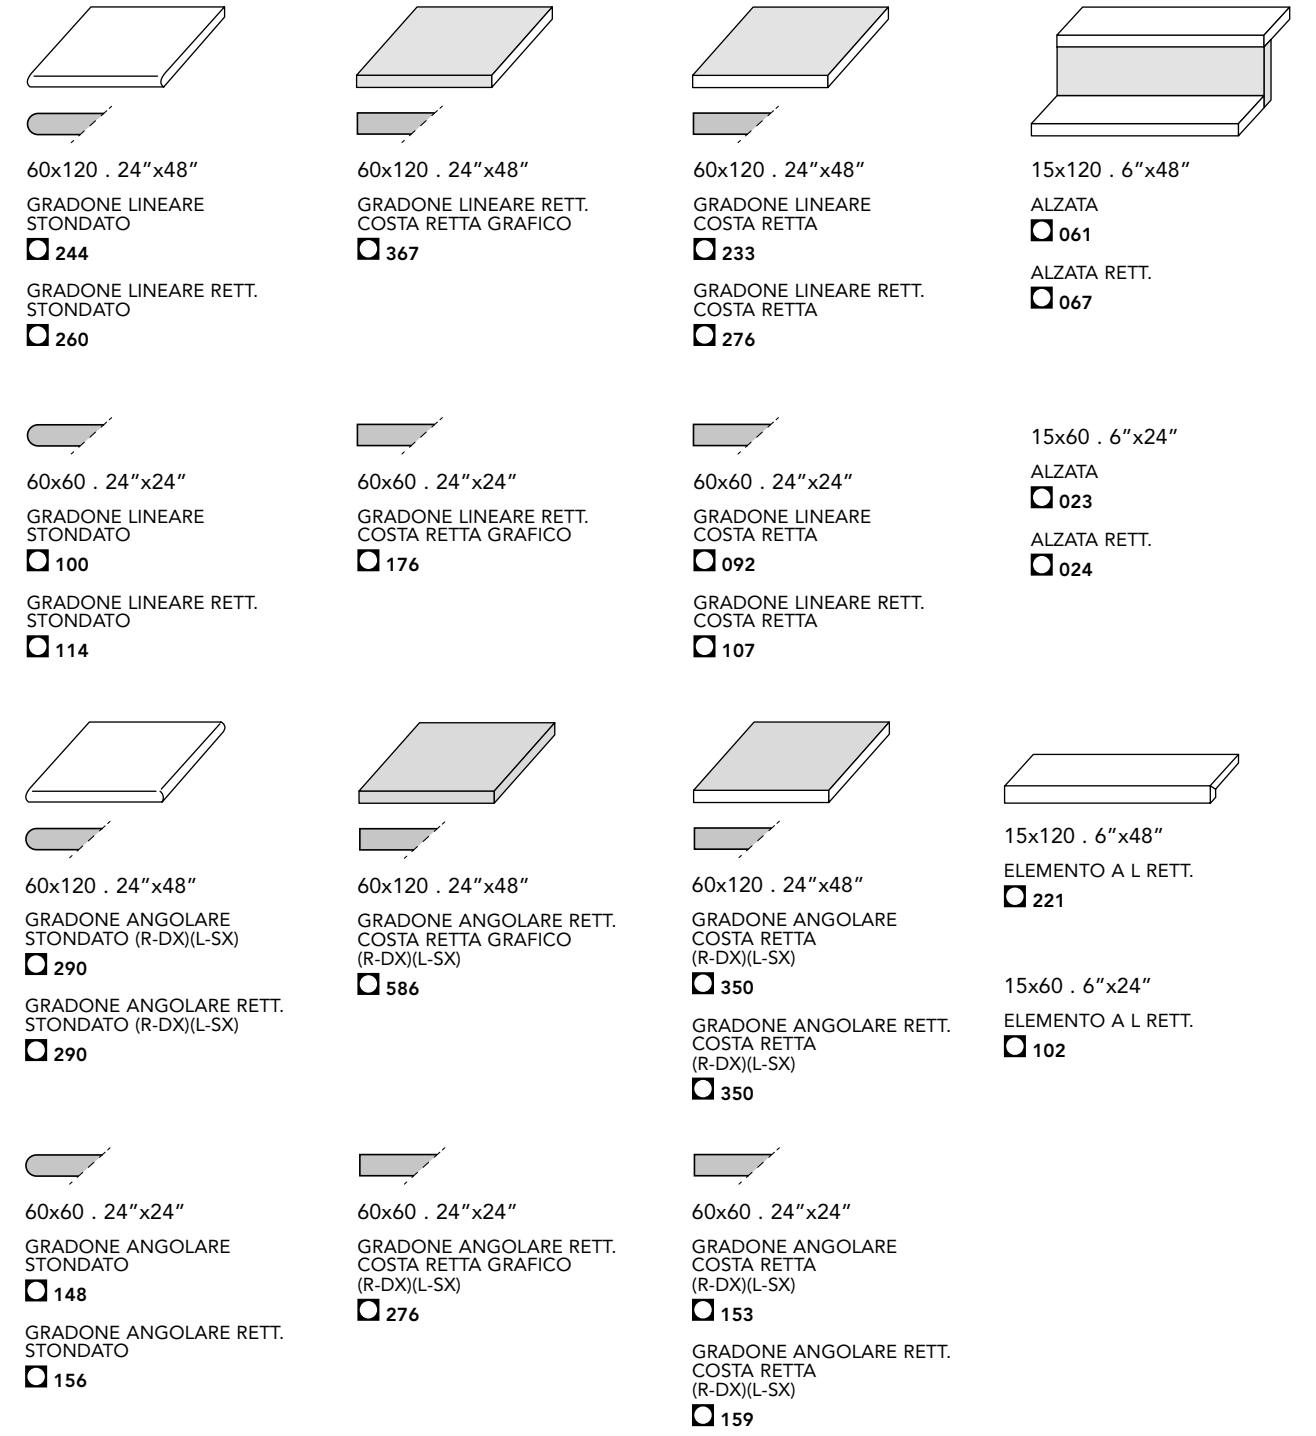 60x120 . 24”x48”
GRADONE LINEARE
STONDATO
244
GRADONE LINEARE RETT.
STONDATO
260
60x120 . 24”x48”
GRADONE LINEARE RETT.
COSTA RETTA GRAFICO
367
60x120 . 24”x48”
GRADONE LINEARE
COSTA RETTA
233
GRADONE LINEARE RETT.
COSTA RETTA
276
15x120 . 6”x48”
ALZATA
061
ALZATA RETT.
067
60x60 . 24”x24”
GRADONE LINEARE
STONDATO
100
GRADONE LINEARE RETT.
STONDATO
114
60x60 . 24”x24”
GRADONE LINEARE RETT.
COSTA RETTA GRAFICO
176
60x60 . 24”x24”
GRADONE LINEARE
COSTA RETTA
092
GRADONE LINEARE RETT.
COSTA RETTA
107
15x60 . 6”x24”
ALZATA
023
ALZATA RETT.
024
60x120 . 24”x48”
GRADONE ANGOLARE
STONDATO (R-DX)(L-SX)
290
GRADONE ANGOLARE RETT.
STONDATO (R-DX)(L-SX)
290
60x120 . 24”x48”
GRADONE ANGOLARE RETT.
COSTA RETTA GRAFICO
(R-DX)(L-SX)
586
60x120 . 24”x48”
GRADONE ANGOLARE
COSTA RETTA
(R-DX)(L-SX)
350
GRADONE ANGOLARE RETT.
COSTA RETTA
(R-DX)(L-SX)
350
15x120 . 6”x48”
ELEMENTO A L RETT.
221
15x60 . 6”x24”
ELEMENTO A L RETT.
102
60x60 . 24”x24”
GRADONE ANGOLARE
STONDATO
148
GRADONE ANGOLARE RETT.
STONDATO
156
60x60 . 24”x24”
GRADONE ANGOLARE RETT.
COSTA RETTA GRAFICO
(R-DX)(L-SX)
276
60x60 . 24”x24”
GRADONE ANGOLARE
COSTA RETTA
(R-DX)(L-SX)
153
GRADONE ANGOLARE RETT.
COSTA RETTA
(R-DX)(L-SX)
159